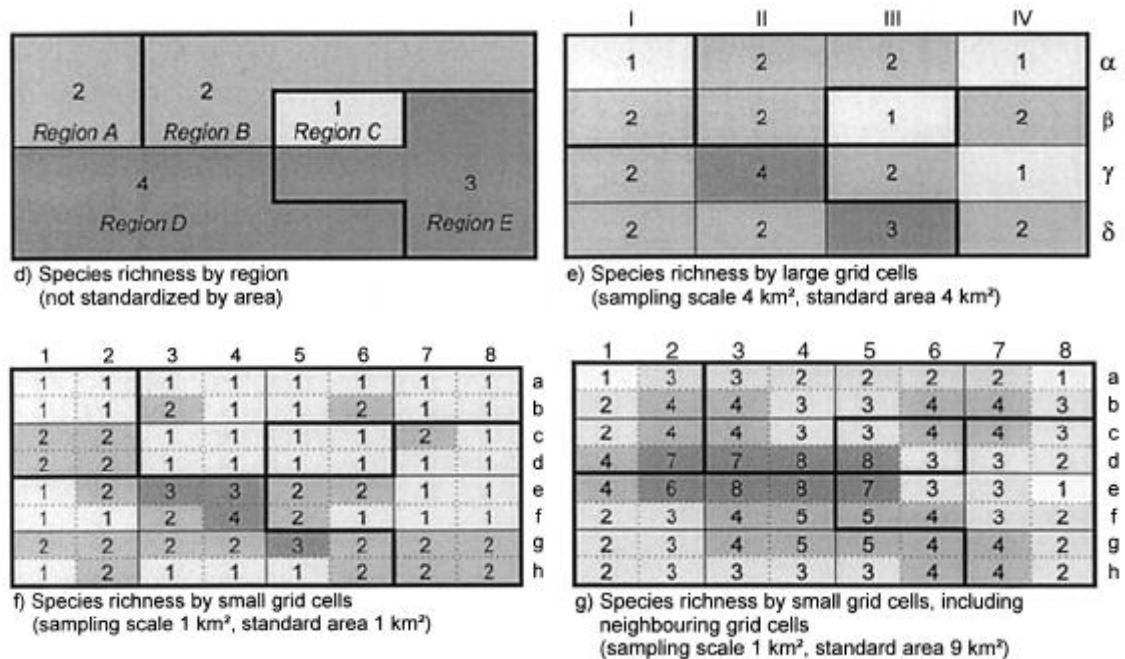 I II III IV
1 2 2 1 α
2 2 1 2 β
2 4 2 1 γ
2 2 3 2 δ
2 2 1
Region A Region B Region C
4 3
Region D Region E
d) Species richness by region
(not standardized by area)
e) Species richness by large grid cells
(sampling scale 4 km², standard area 4 km²)
1 2 3 4 5 6 7 8
1 1 1 1 1 1 1 1 a
1 1 2 1 1 2 1 1 b
2 2 1 1 1 1 2 1 c
2 2 1 1 1 1 1 1 d
1 2 3 3 2 2 1 1 e
1 1 2 4 2 1 1 1 f
2 2 2 2 3 2 2 2 g
1 2 1 1 1 2 2 2 h
f) Species richness by small grid cells
(sampling scale 1 km², standard area 1 km²)
1 2 3 4 5 6 7 8
1 3 3 2 2 2 2 1 a
2 4 4 3 3 4 4 3 b
2 4 4 3 3 4 4 3 c
4 7 7 8 8 3 3 2 d
4 6 8 8 7 3 3 1 e
2 3 4 5 5 4 3 2 f
2 3 4 5 5 4 4 2 g
2 3 3 3 3 4 4 2 h
g) Species richness by small grid cells, including
neighbouring grid cells
(sampling scale 1 km², standard area 9 km²)